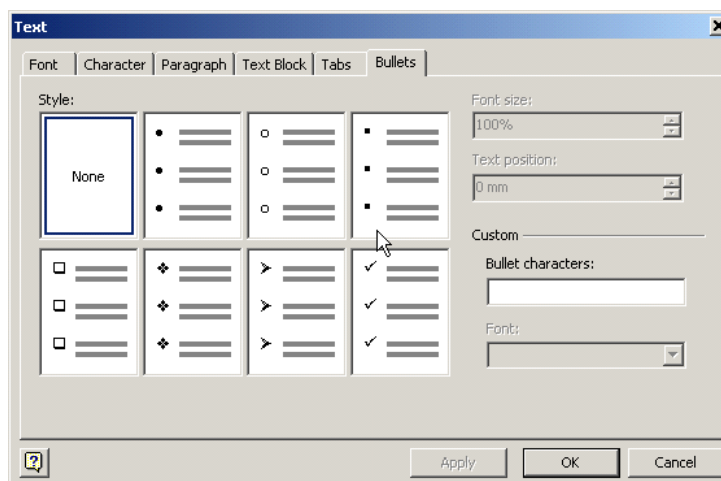 Text
Font Character Paragraph Text Block Tabs Bullets
Style:
None
Font size:
100%
Text position:
0 mm
Custom
Bullet characters:
Font:
Apply OK Cancel